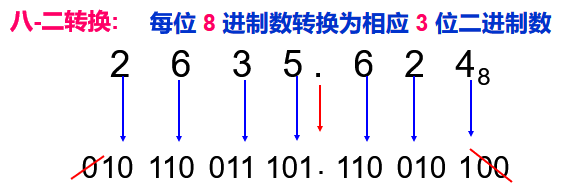 八-二转换: 每位 8 进制数转换为相应 3 位二进制数
2 6 3 5 . 6 2 4₈
010 110 011 101. 110 010 100